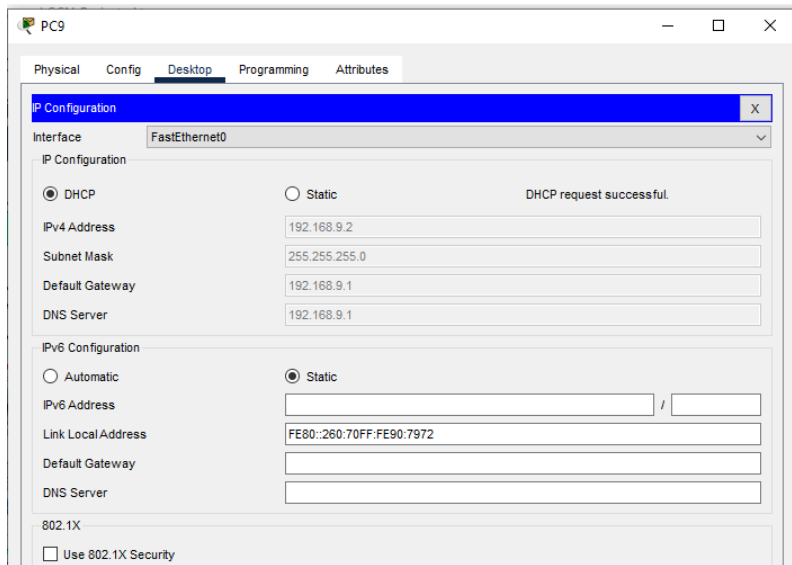 PC9
Physical Config Desktop Programming Attributes
IP Configuration X
Interface FastEthernet0
IP Configuration
DHCP Static DHCP request successful.
IPv4 Address 192.168.9.2
Subnet Mask 255.255.255.0
Default Gateway 192.168.9.1
DNS Server 192.168.9.1
IPv6 Configuration
Automatic Static
IPv6 Address /
Link Local Address FE80::260:70FF:FE90:7972
Default Gateway
DNS Server
802.1X
Use 802.1X Security